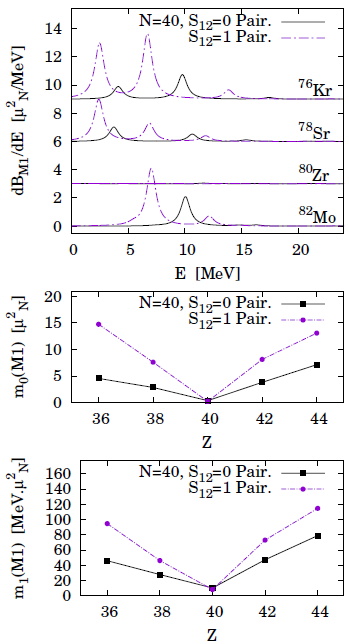 N=40, S12=0 Pair.
S12=1 Pair.
14
12
10
8
6
4
2
0
dBM1/dE [μ²N/MeV]
76Kr
78Sr
80Zr
82Mo
0 5 10 15 20
E [MeV]
N=40, S12=0 Pair.
S12=1 Pair.
20
15
10
5
0
m0(M1) [μ²N]
36 38 40 42 44
Z
N=40, S12=0 Pair.
S12=1 Pair.
160
140
120
100
80
60
40
20
0
m1(M1) [MeV.μ²N]
36 38 40 42 44
Z